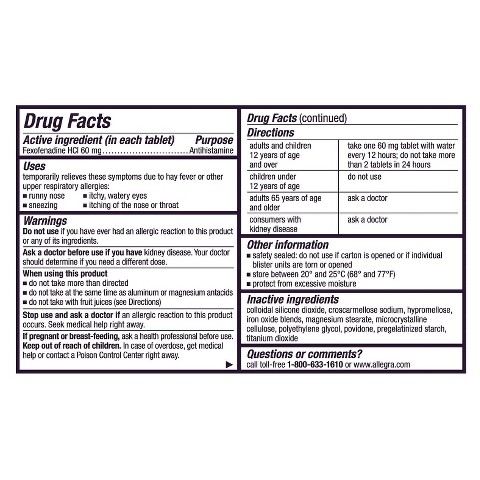 Drug Facts
Active ingredient (in each tablet) Purpose
Fexofenadine HCl 60 mg..............................Antihistamine
Uses
temporarily relieves these symptoms due to hay fever or other
upper respiratory allergies:
■ runny nose ■ itchy, watery eyes
■ sneezing ■ itching of the nose or throat
Warnings
Do not use if you have ever had an allergic reaction to this product
or any of its ingredients.
Ask a doctor before use if you have kidney disease. Your doctor
should determine if you need a different dose.
When using this product
■ do not take more than directed
■ do not take at the same time as aluminum or magnesium antacids
■ do not take with fruit juices (see Directions)
Stop use and ask a doctor if an allergic reaction to this product
occurs. Seek medical help right away.
If pregnant or breast-feeding, ask a health professional before use.
Keep out of reach of children. In case of overdose, get medical
help or contact a Poison Control Center right away.
Drug Facts (continued)
Directions
adults and children take one 60 mg tablet with water
12 years of age every 12 hours; do not take more
and over than 2 tablets in 24 hours
children under do not use
12 years of age
adults 65 years of age ask a doctor
and older
consumers with ask a doctor
kidney disease
Other information
■ safety sealed: do not use if carton is opened or if individual
blister units are torn or opened
■ store between 20° and 25°C (68° and 77°F)
■ protect from excessive moisture
Inactive ingredients
colloidal silicone dioxide, croscarmellose sodium, hypromellose,
iron oxide blends, magnesium stearate, microcrystalline
cellulose, polyethylene glycol, povidone, pregelatinized starch,
titanium dioxide
Questions or comments?
call toll-free 1-800-633-1610 or www.allegra.com